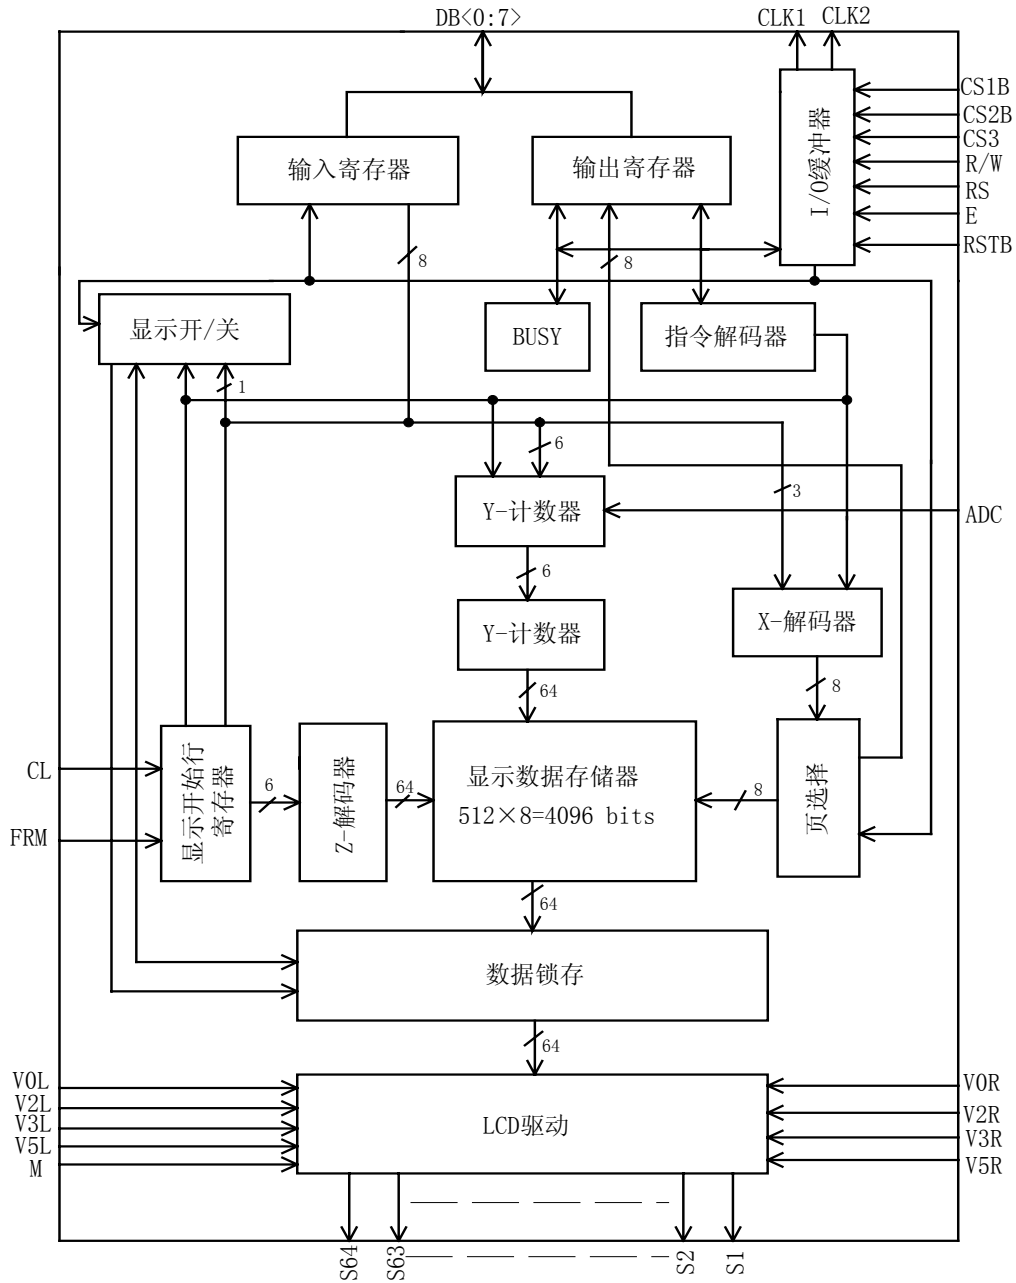 DB<0:7>
CLK1
CLK2
CS1B
CS2B
CS3
R/W
RS
E
RSTB
I/O缓冲器
输入寄存器
输出寄存器
8
8
显示开/关
BUSY
指令解码器
1
6
3
Y-计数器
ADC
6
Y-计数器
X-解码器
64
8
CL
FRM
显示开始行
寄存器
6
Z-解码器
64
显示数据存储器
512×8=4096 bits
8
页选择
64
数据锁存
64
V0L
V2L
V3L
V5L
M
LCD驱动
V0R
V2R
V3R
V5R
S64
S63
S2
S1